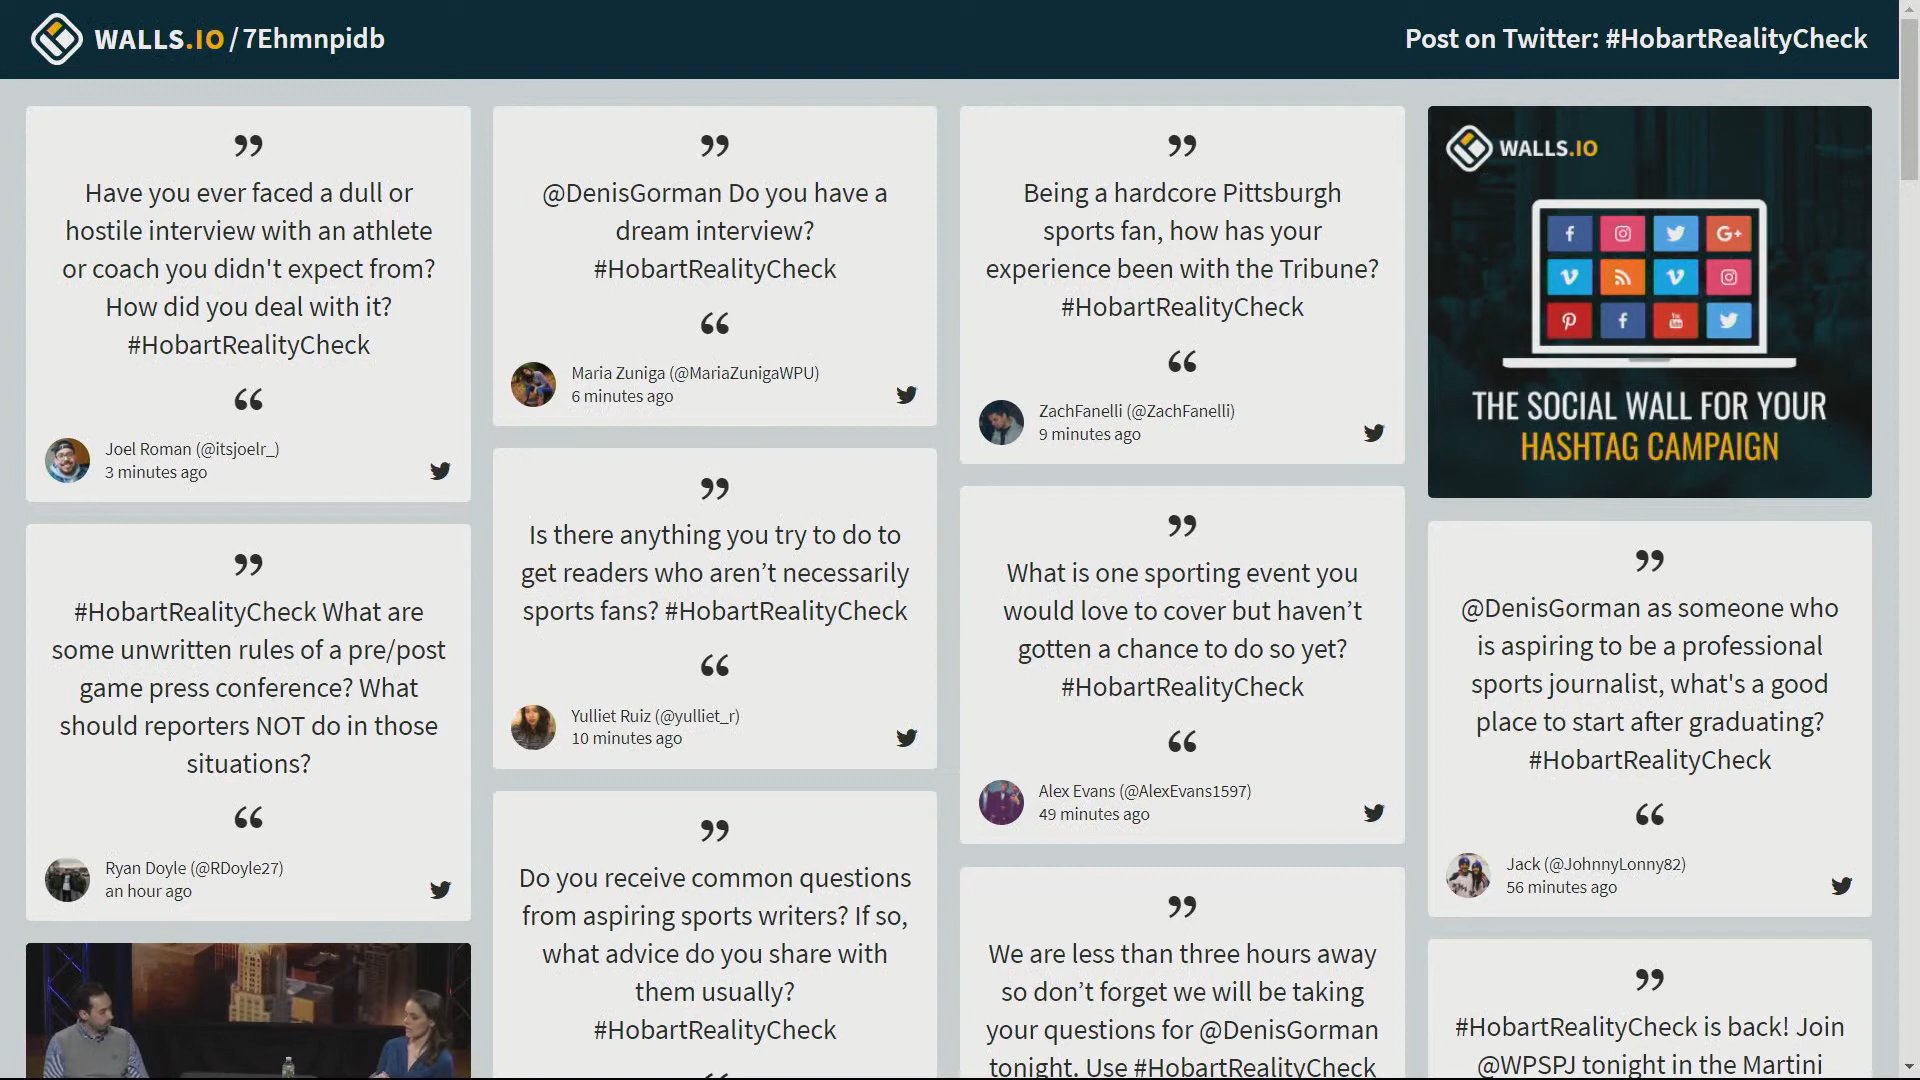 WALLS.IO / 7Ehmnpidb
Post on Twitter: #HobartRealityCheck
”
Have you ever faced a dull or
hostile interview with an athlete
or coach you didn't expect from?
How did you deal with it?
#HobartRealityCheck
“
Joel Roman (@itsjoelr_)
3 minutes ago
”
#HobartRealityCheck What are
some unwritten rules of a pre/post
game press conference? What
should reporters NOT do in those
situations?
“
Ryan Doyle (@RDoyle27)
an hour ago
”
@DenisGorman Do you have a
dream interview?
#HobartRealityCheck
“
Maria Zuniga (@MariaZunigaWPU)
6 minutes ago
”
Is there anything you try to do to
get readers who aren’t necessarily
sports fans? #HobartRealityCheck
“
Yulliet Ruiz (@yulliet_r)
10 minutes ago
”
Do you receive common questions
from aspiring sports writers? If so,
what advice do you share with
them usually?
#HobartRealityCheck
”
Being a hardcore Pittsburgh
sports fan, how has your
experience been with the Tribune?
#HobartRealityCheck
“
ZachFanelli (@ZachFanelli)
9 minutes ago
”
What is one sporting event you
would love to cover but haven’t
gotten a chance to do so yet?
#HobartRealityCheck
“
Alex Evans (@AlexEvans1597)
49 minutes ago
”
We are less than three hours away
so don’t forget we will be taking
your questions for @DenisGorman
tonight. Use #HobartRealityCheck
WALLS.IO
THE SOCIAL WALL FOR YOUR
HASHTAG CAMPAIGN
”
@DenisGorman as someone who
is aspiring to be a professional
sports journalist, what's a good
place to start after graduating?
#HobartRealityCheck
“
Jack (@JohnnyLonny82)
56 minutes ago
”
#HobartRealityCheck is back! Join
@WPSPJ tonight in the Martini